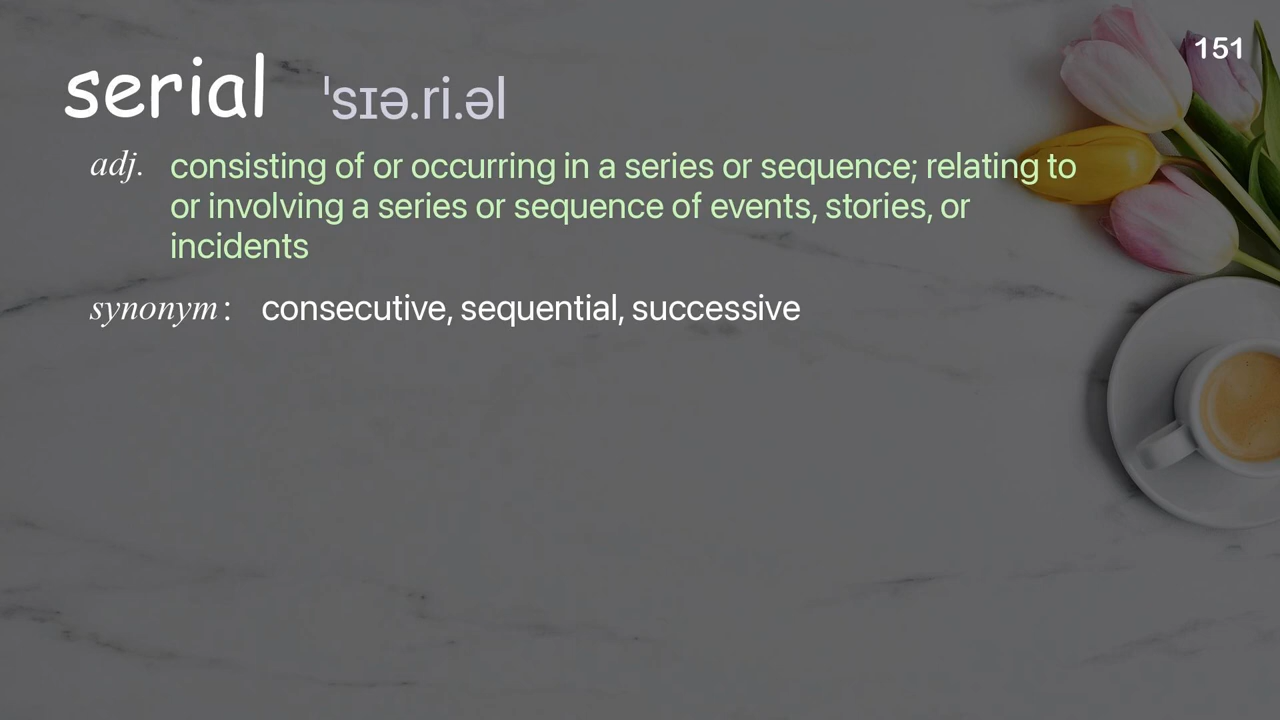 151
serial ˈsɪə.ri.əl
adj. consisting of or occurring in a series or sequence; relating to
or involving a series or sequence of events, stories, or
incidents
synonym: consecutive, sequential, successive